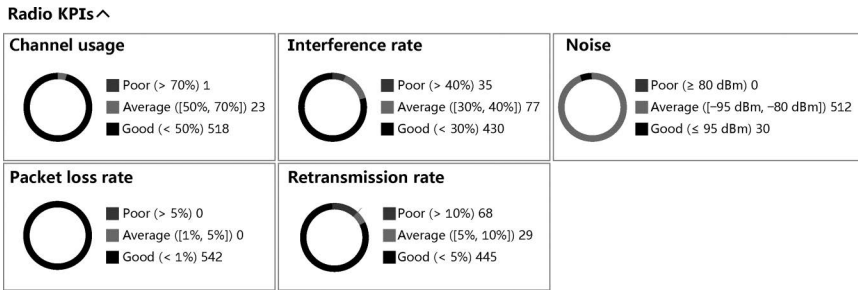 Radio KPIs
Channel usage
Poor (> 70%) 1
Average ([50%, 70%]) 23
Good (< 50%) 518
Interference rate
Poor (> 40%) 35
Average ([30%, 40%]) 77
Good (< 30%) 430
Noise
Poor (≥ 80 dBm) 0
Average ([−95 dBm, −80 dBm]) 512
Good (≤ 95 dBm) 30
Packet loss rate
Poor (> 5%) 0
Average ([1%, 5%]) 0
Good (< 1%) 542
Retransmission rate
Poor (> 10%) 68
Average ([5%, 10%]) 29
Good (< 5%) 445